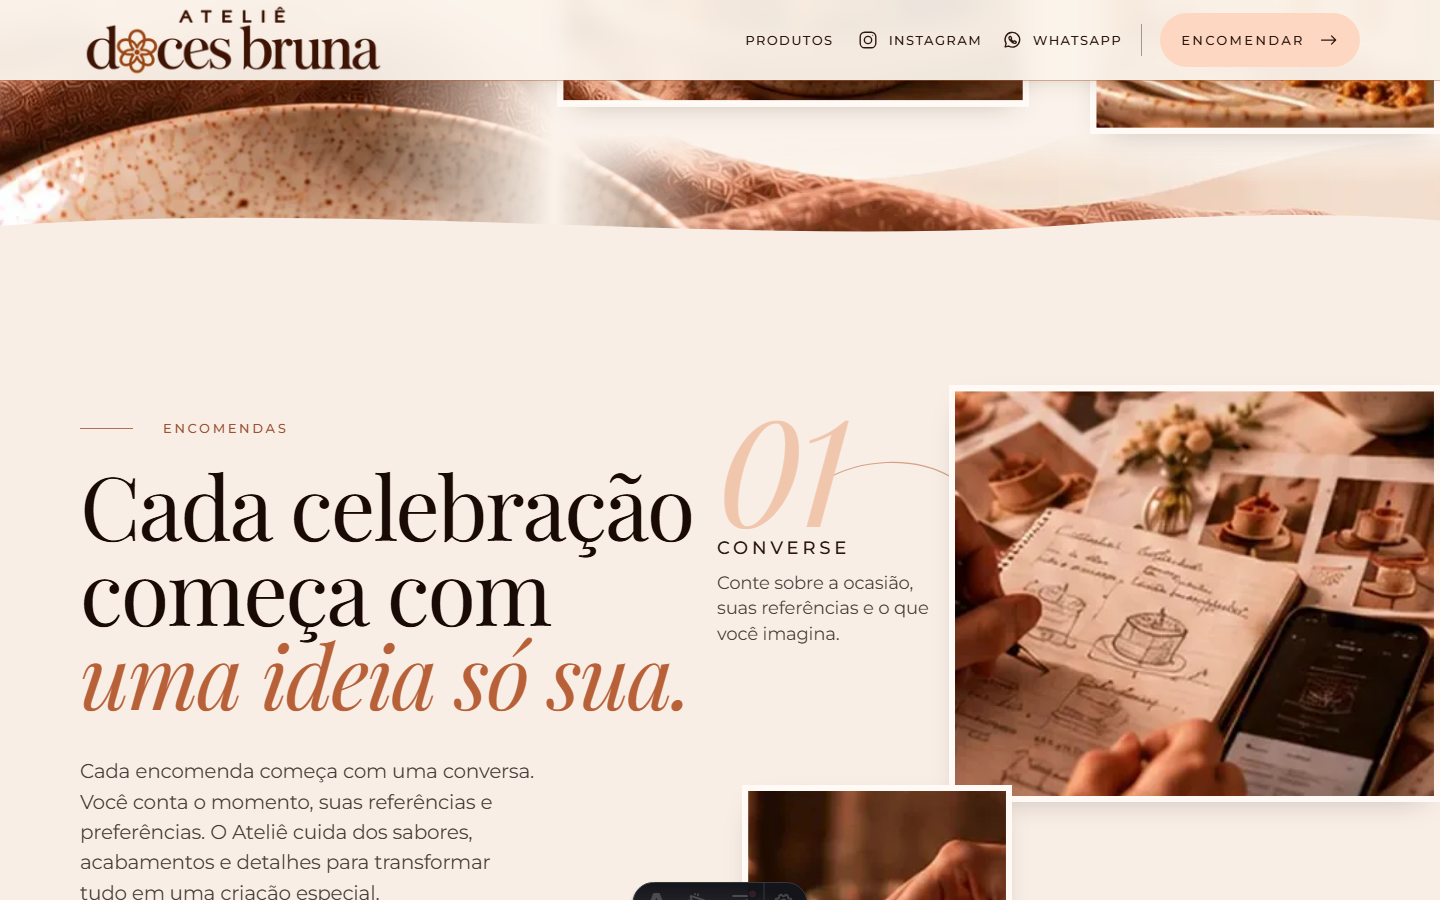 ATELIÊ
doces bruna
PRODUTOS
INSTAGRAM
WHATSAPP
ENCOMENDAR
ENCOMENDAS
Cada celebração
começa com
uma ideia só sua.
Cada encomenda começa com uma conversa.
Você conta o momento, suas referências e
preferências. O Ateliê cuida dos sabores,
acabamentos e detalhes para transformar
tudo em uma criação especial.
01
CONVERSE
Conte sobre a ocasião,
suas referências e o que
você imagina.